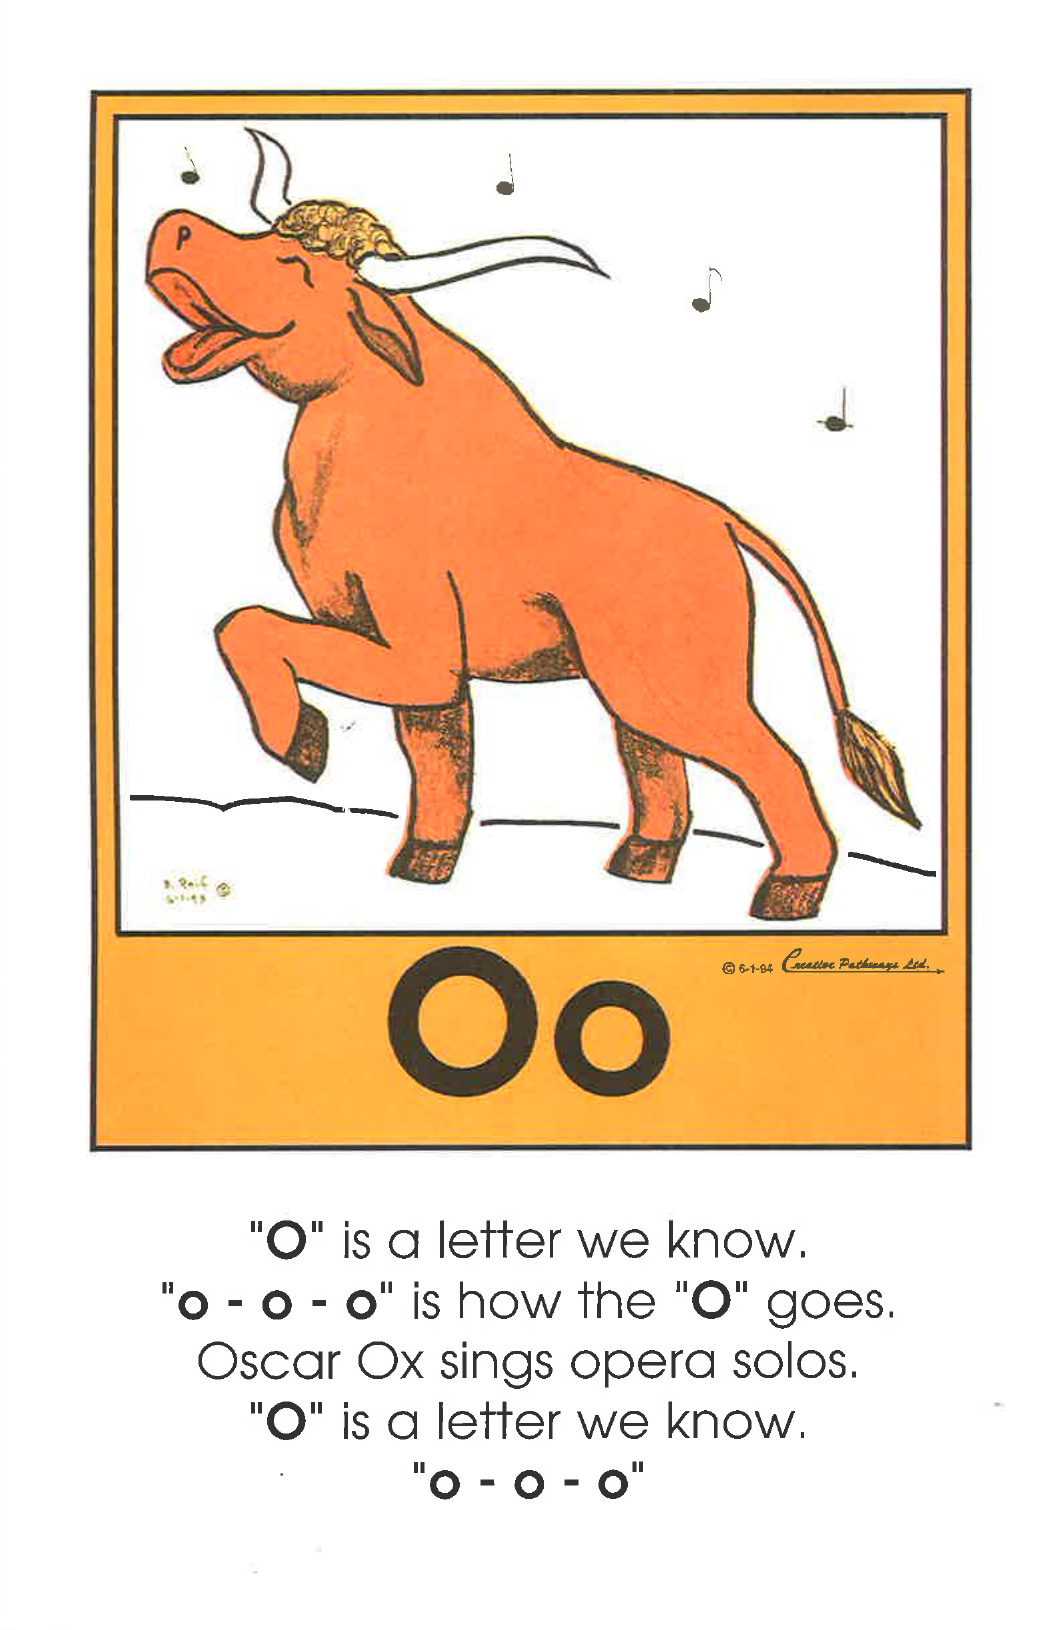 © 6-1-94 Creative Pathways Ltd.
Oo
"O" is a letter we know.
"o - o - o" is how the "O" goes.
Oscar Ox sings opera solos.
"O" is a letter we know.
"o - o - o"